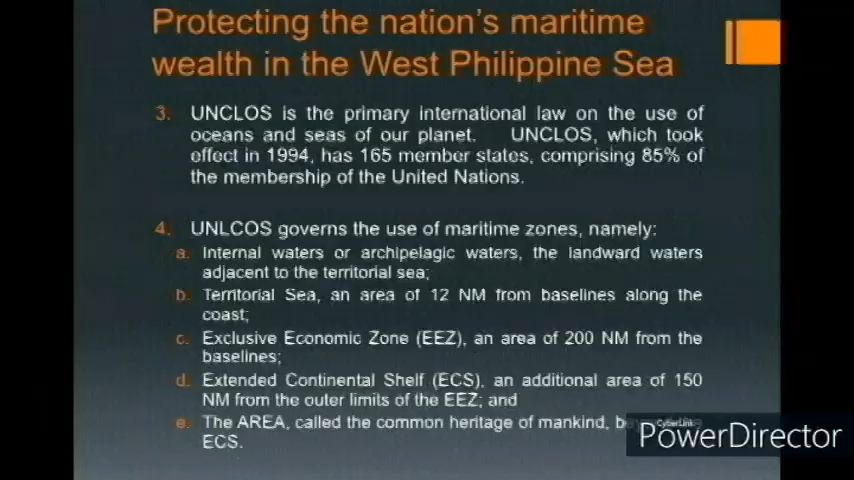 Protecting the nation's maritime
wealth in the West Philippine Sea
3. UNCLOS is the primary international law on the use of
oceans and seas of our planet. UNCLOS, which took
effect in 1994, has 165 member states, comprising 85% of
the membership of the United Nations.
4. UNLCOS governs the use of maritime zones, namely:
a. Internal waters or archipelagic waters, the landward waters
adjacent to the territorial sea;
b. Territorial Sea, an area of 12 NM from baselines along the
coast;
c. Exclusive Economic Zone (EEZ), an area of 200 NM from the
baselines;
d. Extended Continental Shelf (ECS), an additional area of 150
NM from the outer limits of the EEZ; and
e. The AREA, called the common heritage of mankind,
ECS.
CyberLink
PowerDirector